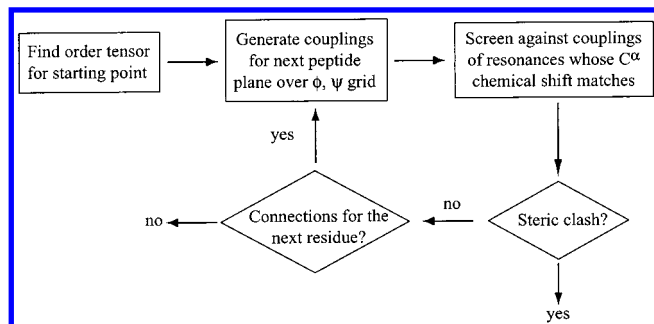 Find order tensor
for starting point
Generate couplings
for next peptide
plane over ϕ, ψ grid
Screen against couplings
of resonances whose Cα
chemical shift matches
yes
no
Connections for the
next residue?
no
Steric clash?
yes